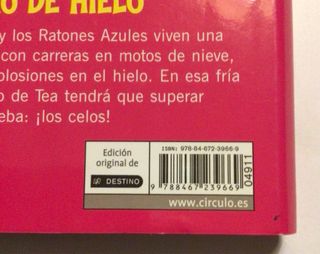 O DE HIELO
y los Ratones Azules viven una
con carreras en motos de nieve,
plosiones en el hielo. En esa fría
o de Tea tendrá que superar
eba: ¡los celos!
Edición
original de
DESTINO
ISBN: 978-84-672-3966-9
9 788467 239669
04911
www.circulo.es